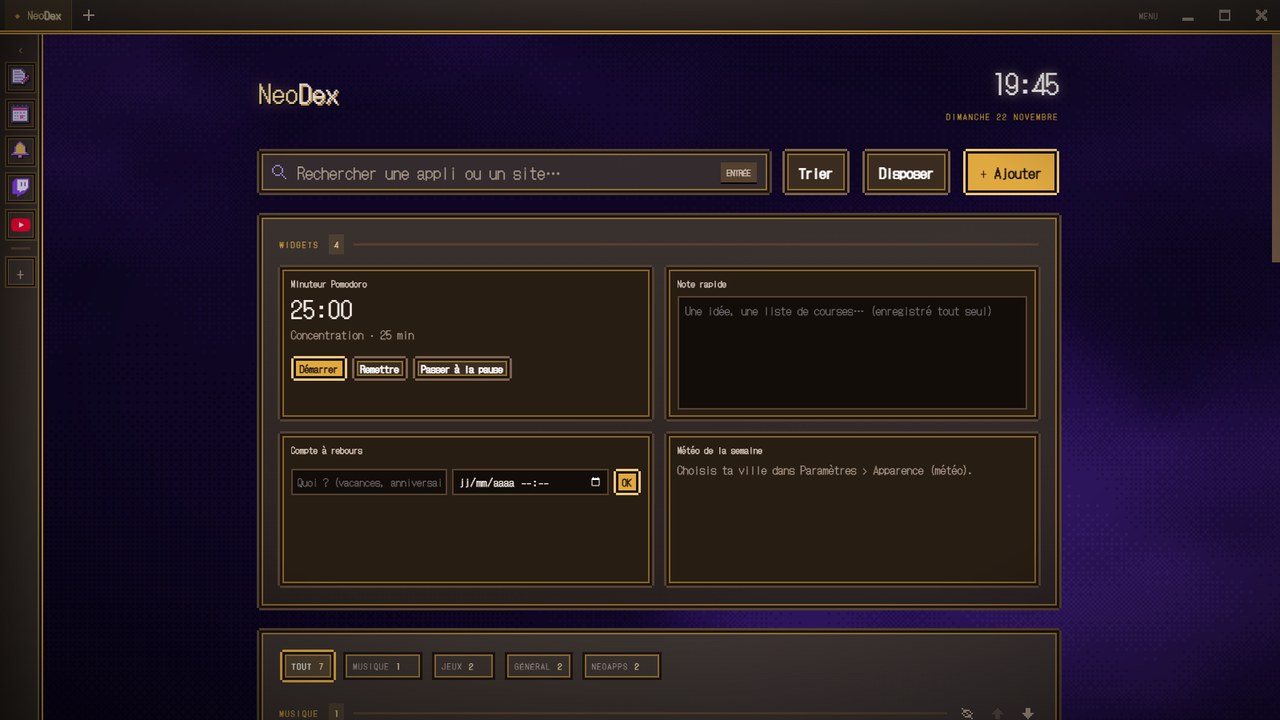 NeoDex
MENU
NeoDex
19:45
DIMANCHE 22 NOVEMBRE
Rechercher une appli ou un site…
ENTRÉE
Trier
Disposer
+ Ajouter
WIDGETS 4
Minuteur Pomodoro
25:00
Concentration · 25 min
Démarrer
Remettre
Passer à la pause
Note rapide
Une idée, une liste de courses… (enregistré tout seul)
Compte à rebours
Quoi ? (vacances, anniversai
jj/mm/aaaa --:--
OK
Météo de la semaine
Choisis ta ville dans Paramètres > Apparence (météo).
TOUT 7
MUSIQUE 1
JEUX 2
GÉNÉRAL 2
NEOAPPS 2
MUSIQUE 1